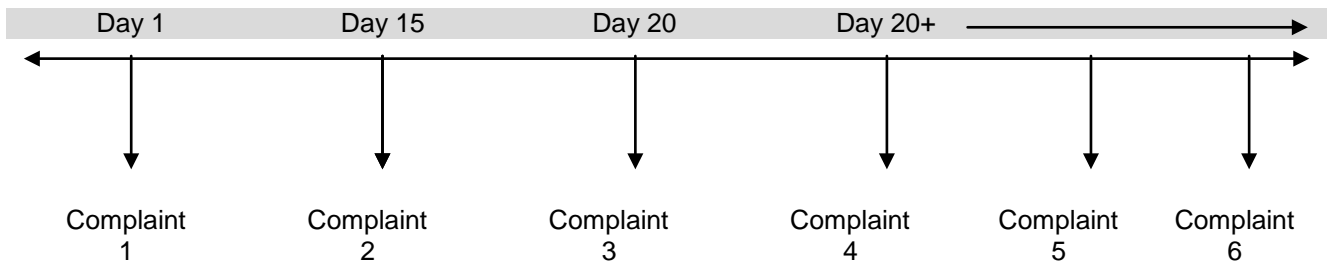 Day 1 Day 15 Day 20 Day 20+
Complaint Complaint Complaint Complaint Complaint Complaint
1 2 3 4 5 6